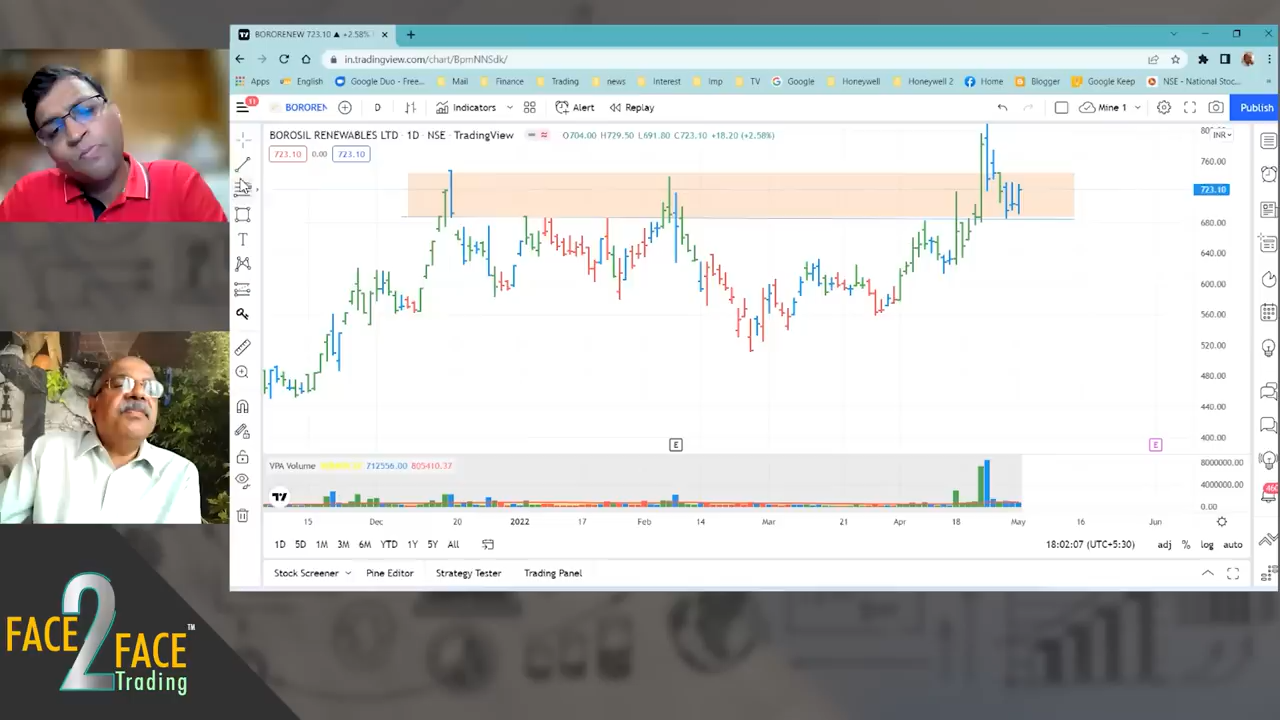 BORORENEW 723.10 ▲ +2.58%
in.tradingview.com/chart/BpmNNSdk/
Apps English Google Duo - Free... Mail Finance Trading news Interest Imp TV Google Honeywell Honeywell 2 Home Blogger Google Keep NSE - National Stoc...
11
BOROREN D Indicators Alert Replay Mine 1 Publish
BOROSIL RENEWABLES LTD · 1D · NSE · TradingView O704.00 H729.50 L691.80 C723.10 +18.20 (+2.58%)
INR
723.10 0.00 723.10
760.00
723.10
680.00
640.00
600.00
560.00
520.00
480.00
440.00
400.00
E E
VPA Volume 712556.00 805410.37
8000000.00
4000000.00
0.00
460
15 Dec 20 2022 17 Feb 14 Mar 21 Apr 18 May 16 Jun
1D 5D 1M 3M 6M YTD 1Y 5Y All
18:02:07 (UTC+5:30) adj % log auto
Stock Screener Pine Editor Strategy Tester Trading Panel
FACE 2 FACE ™
Trading